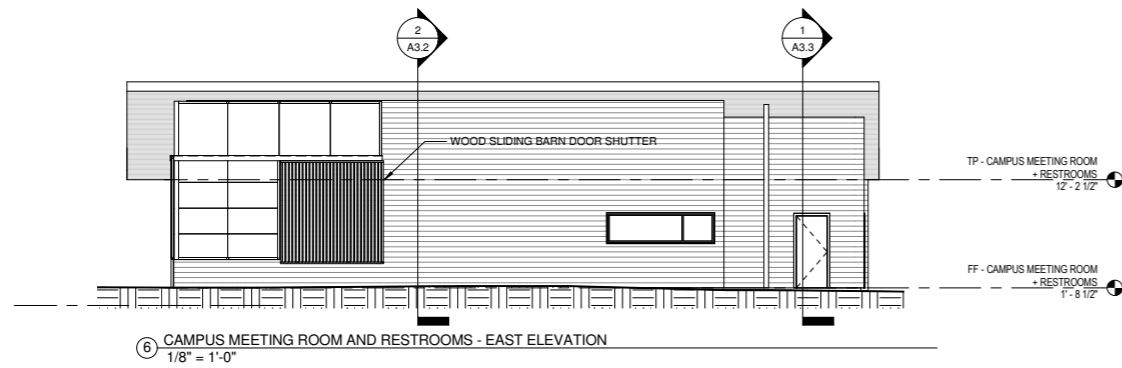 2
A3.2
1
A3.3
WOOD SLIDING BARN DOOR SHUTTER
TP - CAMPUS MEETING ROOM
+ RESTROOMS
12' - 2 1/2"
FF - CAMPUS MEETING ROOM
+ RESTROOMS
1' - 8 1/2"
6 CAMPUS MEETING ROOM AND RESTROOMS - EAST ELEVATION
1/8" = 1'-0"